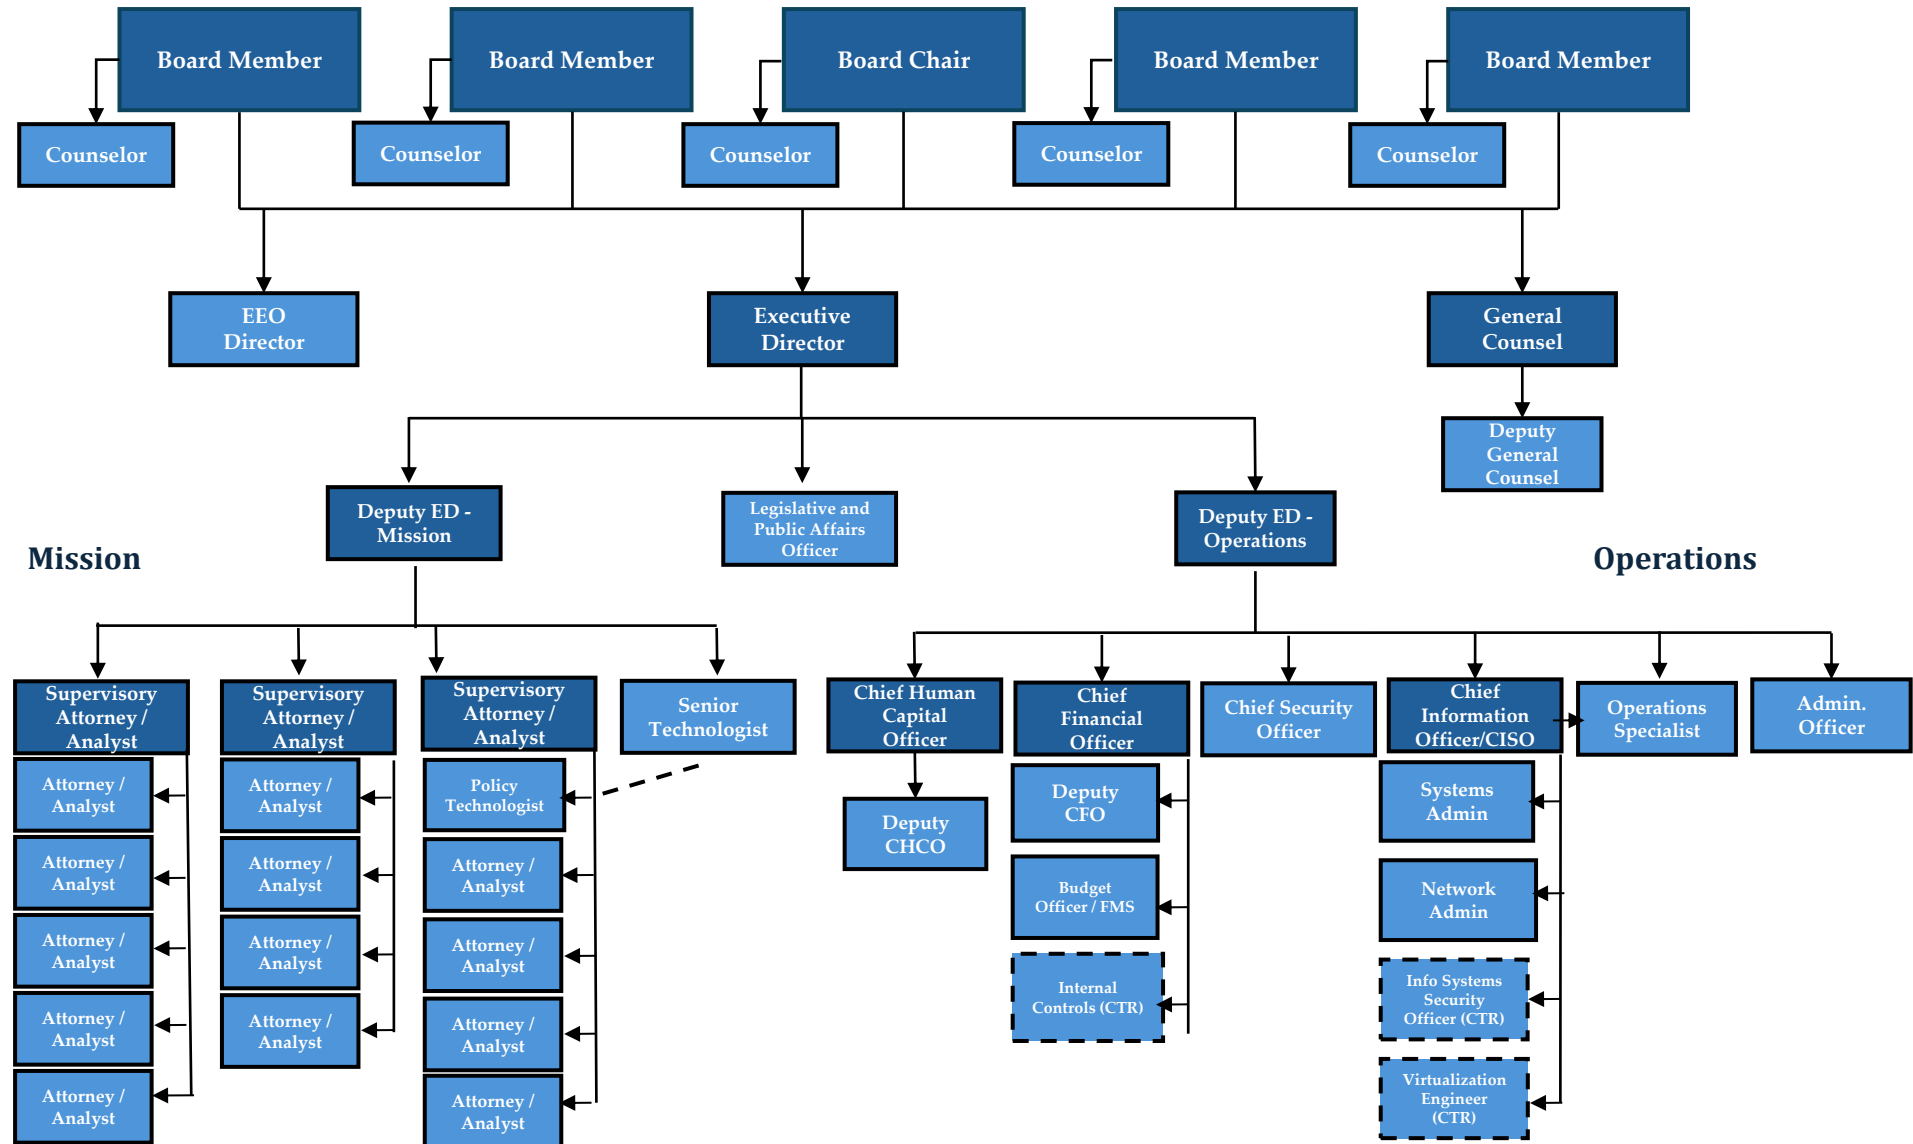 Board Member
Board Member
Board Chair
Board Member
Board Member
Counselor
Counselor
Counselor
Counselor
Counselor
EEO
Director
Executive
Director
General
Counsel
Deputy
General
Counsel
Deputy ED -
Mission
Legislative and
Public Affairs
Officer
Deputy ED -
Operations
Mission
Operations
Supervisory
Attorney /
Analyst
Supervisory
Attorney /
Analyst
Supervisory
Attorney /
Analyst
Senior
Technologist
Chief Human
Capital
Officer
Chief
Financial
Officer
Chief Security
Officer
Chief
Information
Officer/CISO
Operations
Specialist
Admin.
Officer
Attorney /
Analyst
Attorney /
Analyst
Attorney /
Analyst
Attorney /
Analyst
Attorney /
Analyst
Attorney /
Analyst
Attorney /
Analyst
Attorney /
Analyst
Attorney /
Analyst
Policy
Technologist
Attorney /
Analyst
Attorney /
Analyst
Attorney /
Analyst
Attorney /
Analyst
Deputy
CHCO
Deputy
CFO
Budget
Officer / FMS
Internal
Controls (CTR)
Systems
Admin
Network
Admin
Info Systems
Security
Officer (CTR)
Virtualization
Engineer
(CTR)